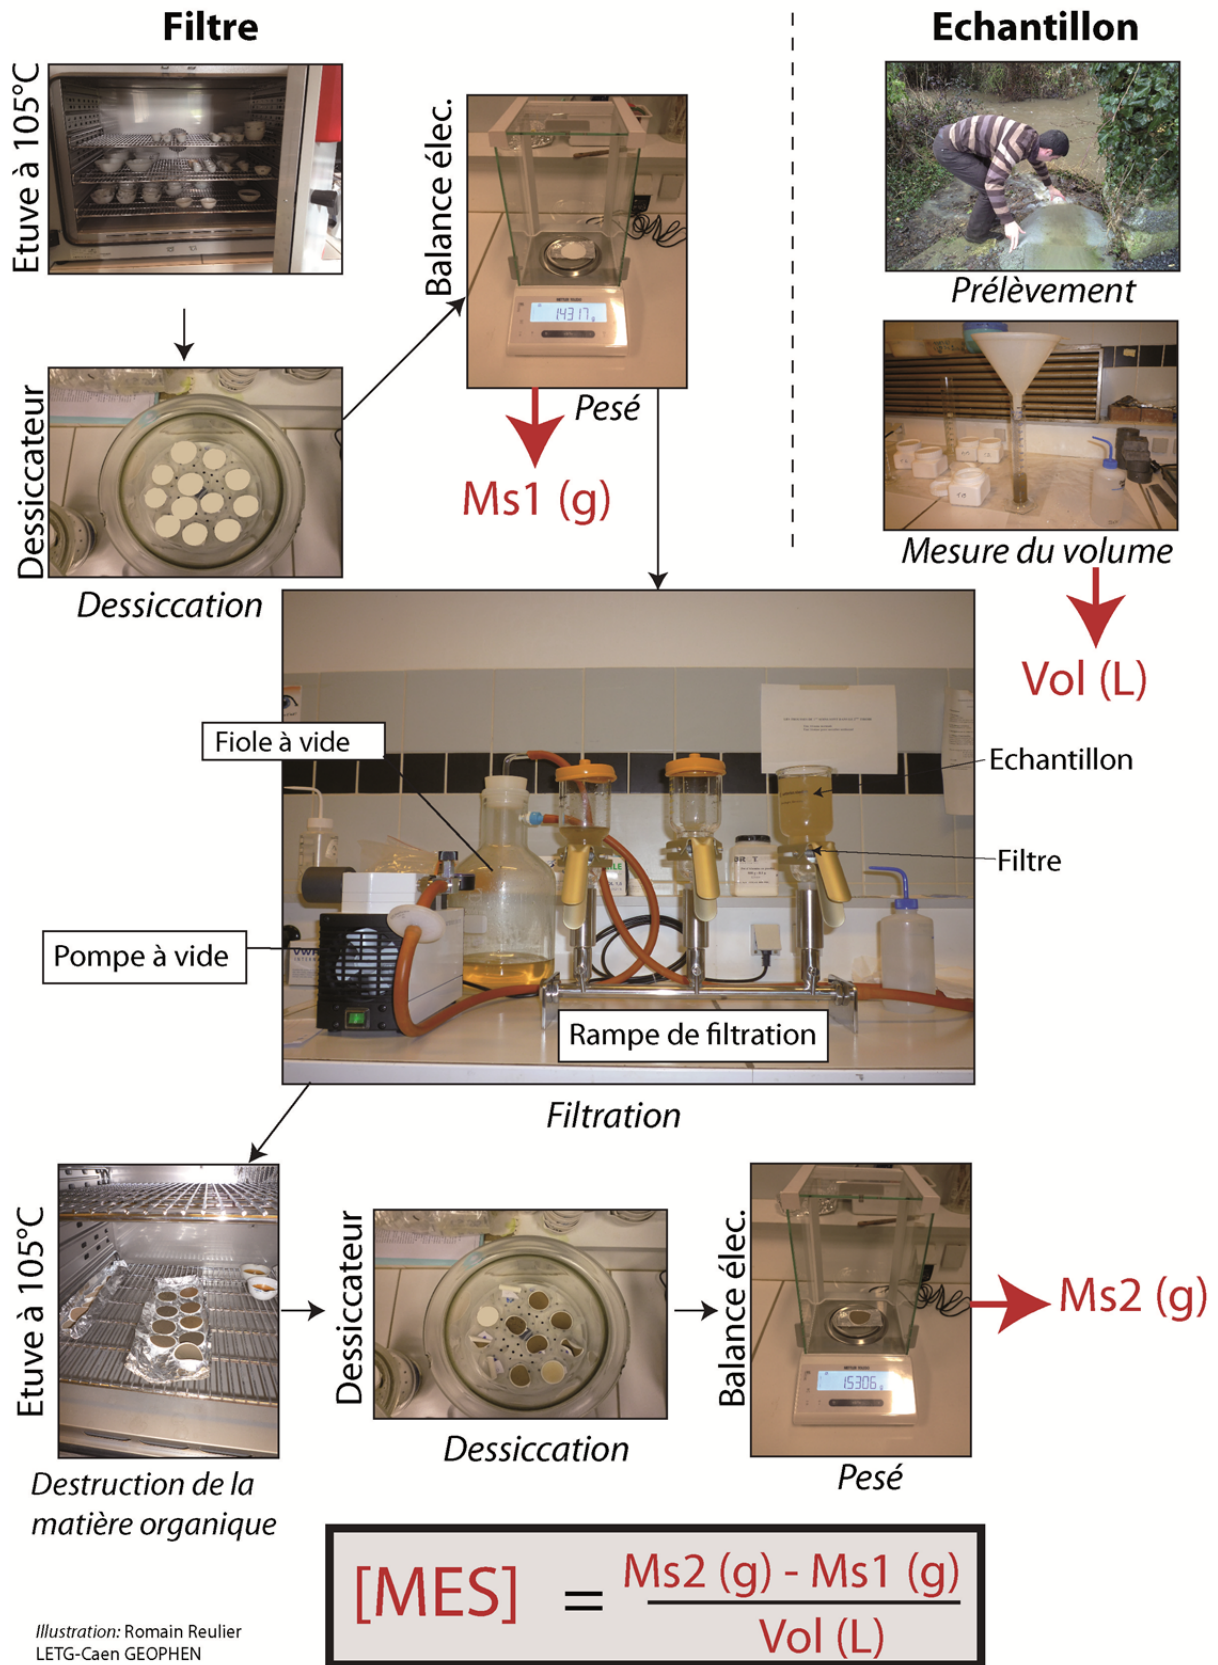 Filtre
Echantillon
Etuve à 105°C
Balance élec.
Prélèvement
Dessiccateur
14317
Pesé
Ms1 (g)
Mesure du volume
Dessiccation
Vol (L)
Fiole à vide
Echantillon
Filtre
Pompe à vide
Rampe de filtration
Filtration
Etuve à 105°C
Dessiccateur
Balance élec.
Ms2 (g)
15306
Destruction de la
matière organique
Dessiccation
Pesé
[MES] = Ms2 (g) - Ms1 (g)
Vol (L)
Illustration: Romain Reulier
LETG-Caen GEOPHEN